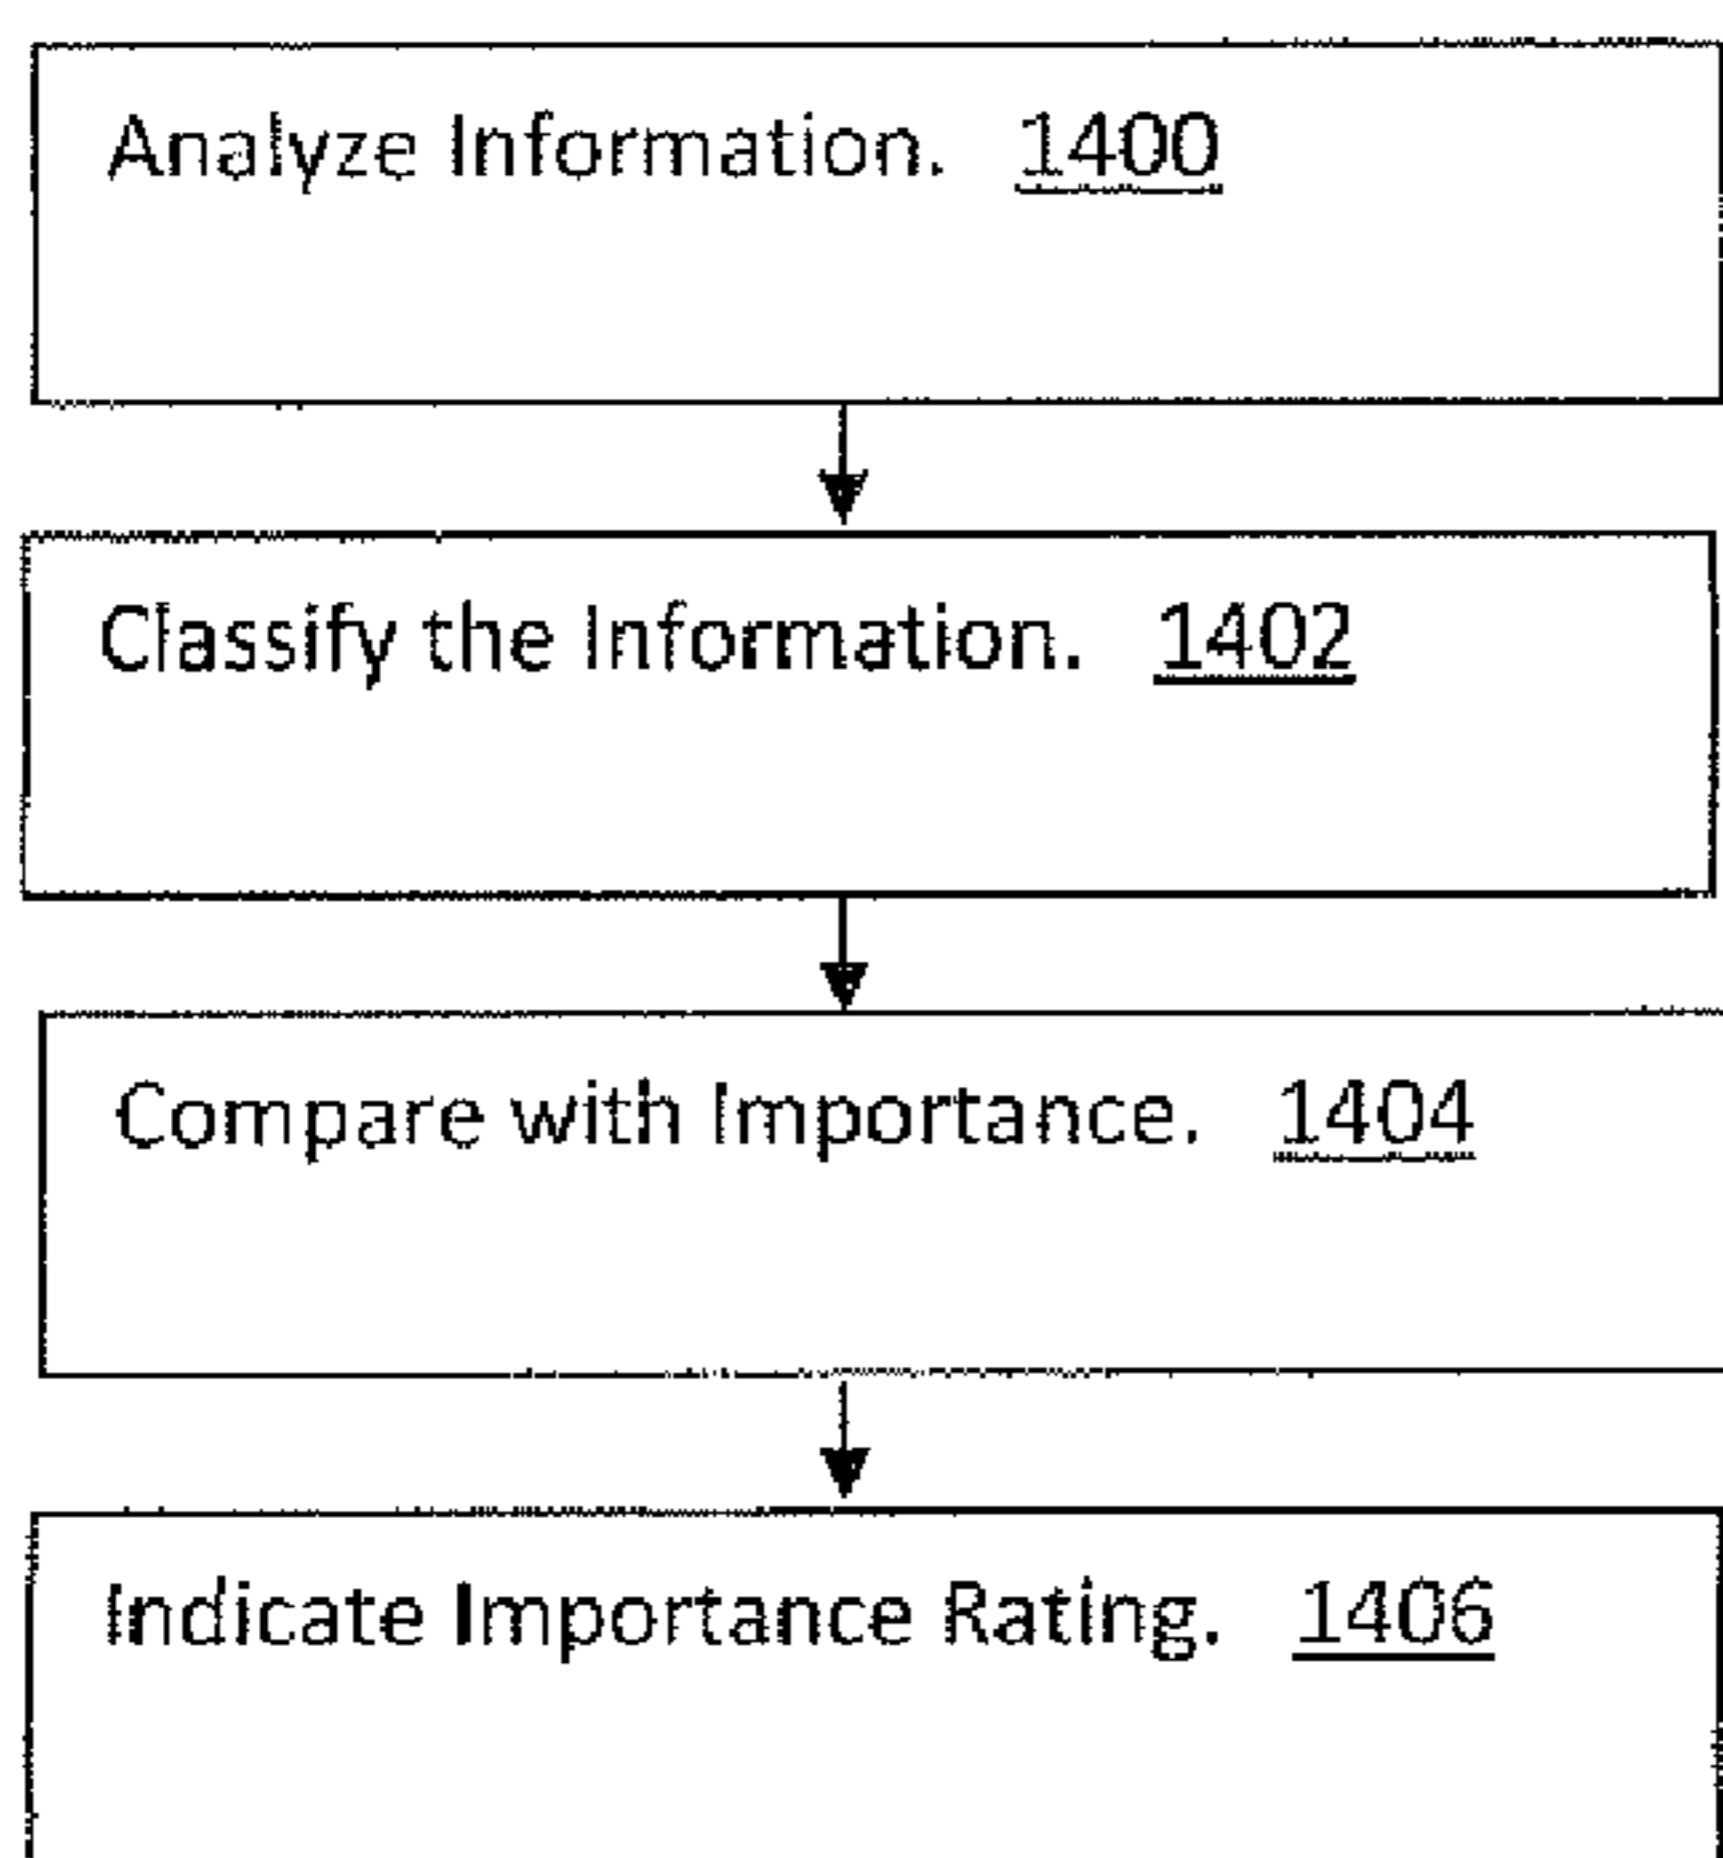 Analyze Information. 1400
Classify the Information. 1402
Compare with Importance. 1404
Indicate Importance Rating. 1406